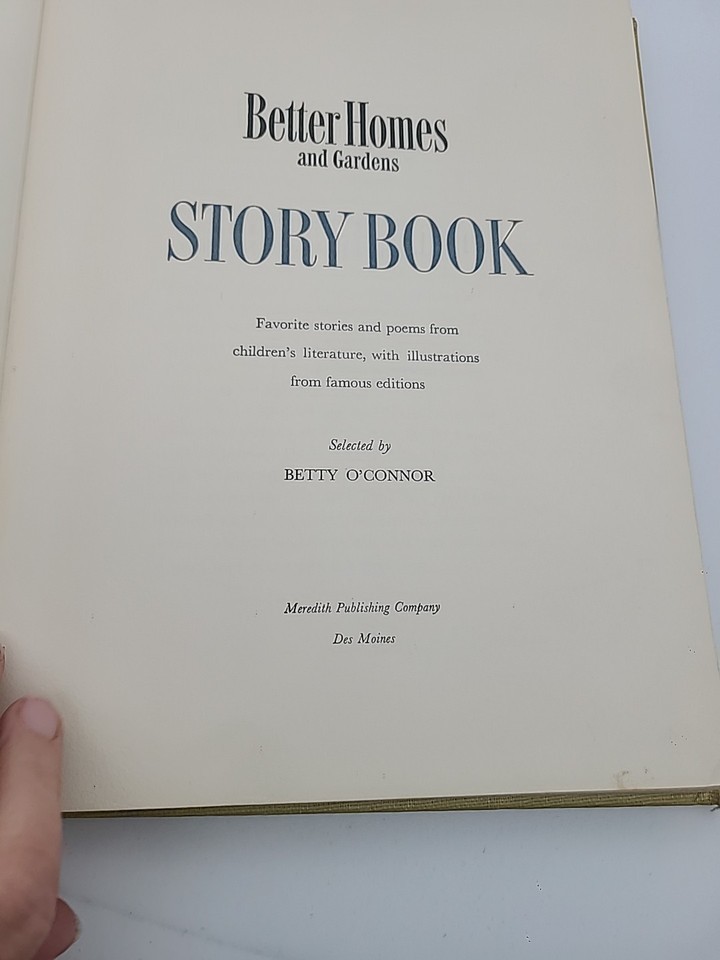 Better Homes
and Gardens
STORY BOOK
Favorite stories and poems from
children's literature, with illustrations
from famous editions
Selected by
BETTY O'CONNOR
Meredith Publishing Company
Des Moines